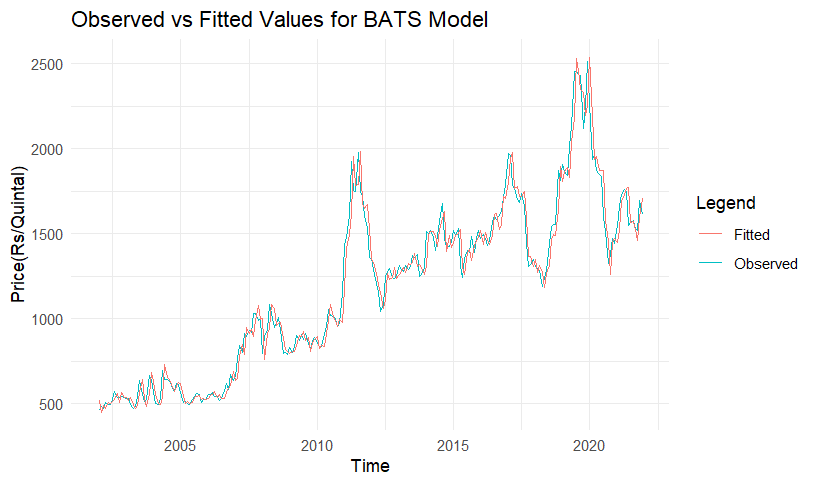 Observed vs Fitted Values for BATS Model
Price(Rs/Quintal)
2500
2000
1500
1000
500
2005 2010 2015 2020
Time
Legend
Fitted
Observed